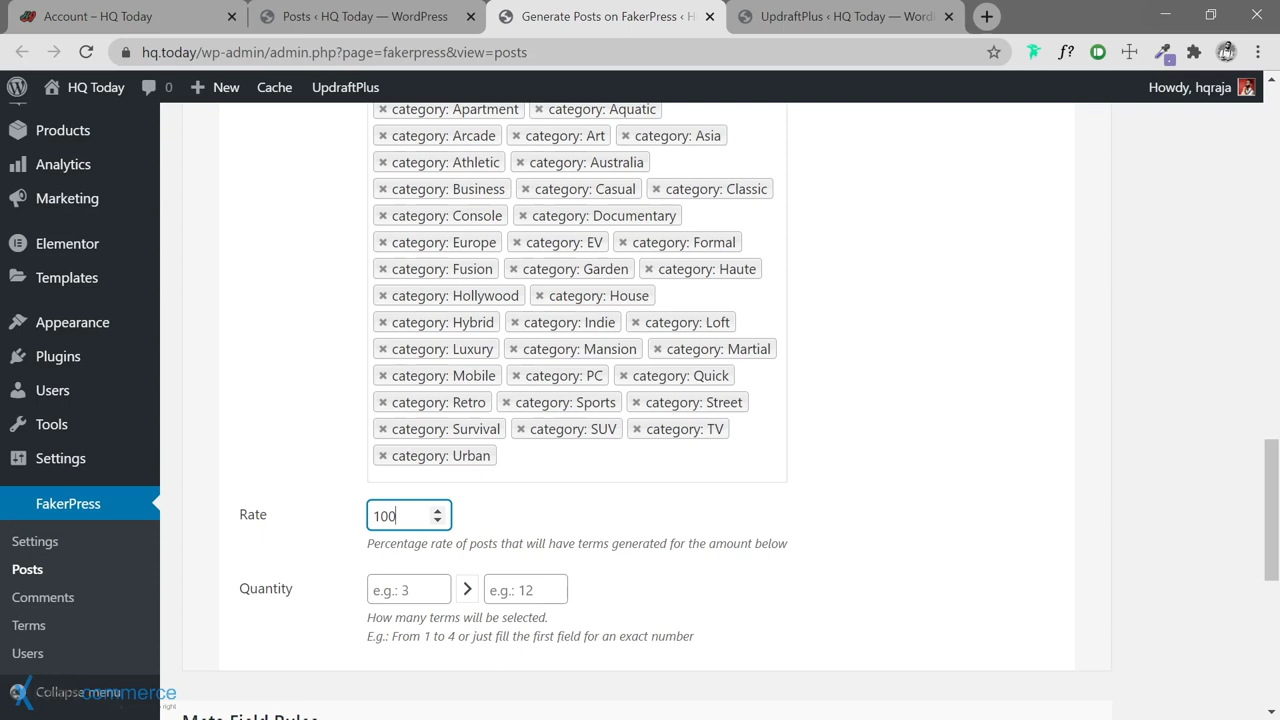 Account ‹ HQ Today
Posts ‹ HQ Today — WordPress
Generate Posts on FakerPress ‹ H
UpdraftPlus ‹ HQ Today — Word
hq.today/wp-admin/admin.php?page=fakerpress&view=posts
f?
HQ Today
0
New
Cache
UpdraftPlus
Howdy, hqraja
Products
Analytics
Marketing
Elementor
Templates
Appearance
Plugins
Users
Tools
Settings
FakerPress
Settings
Posts
Comments
Terms
Users
Collapse menu
commerce
right
× category: Apartment × category: Aquatic
× category: Arcade × category: Art × category: Asia
× category: Athletic × category: Australia
× category: Business × category: Casual × category: Classic
× category: Console × category: Documentary
× category: Europe × category: EV × category: Formal
× category: Fusion × category: Garden × category: Haute
× category: Hollywood × category: House
× category: Hybrid × category: Indie × category: Loft
× category: Luxury × category: Mansion × category: Martial
× category: Mobile × category: PC × category: Quick
× category: Retro × category: Sports × category: Street
× category: Survival × category: SUV × category: TV
× category: Urban
Rate
100
Percentage rate of posts that will have terms generated for the amount below
Quantity
e.g.: 3
e.g.: 12
How many terms will be selected.
E.g.: From 1 to 4 or just fill the first field for an exact number
Meta Field Rules